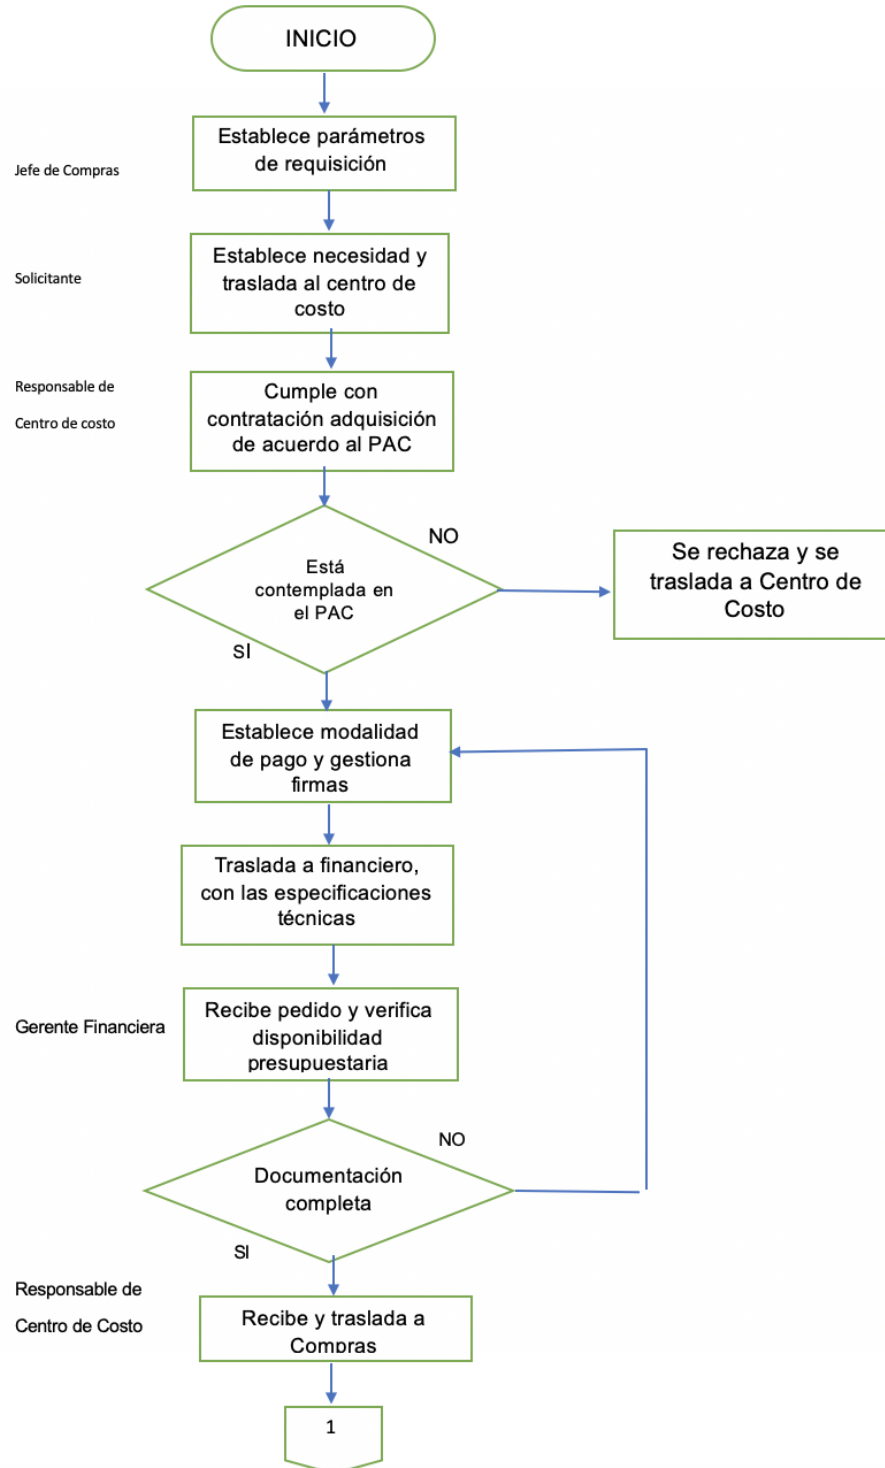 INICIO
Establece parámetros
de requisición
Jefe de Compras
Establece necesidad y
traslada al centro de
costo
Solicitante
Responsable de
Centro de costo
Cumple con
contratación adquisición
de acuerdo al PAC
Está
contemplada en
el PAC
NO
SI
Se rechaza y se
traslada a Centro de
Costo
Establece modalidad
de pago y gestiona
firmas
Traslada a financiero,
con las especificaciones
técnicas
Gerente Financiera
Recibe pedido y verifica
disponibilidad
presupuestaria
NO
Documentación
completa
SI
Responsable de
Centro de Costo
Recibe y traslada a
Compras
1